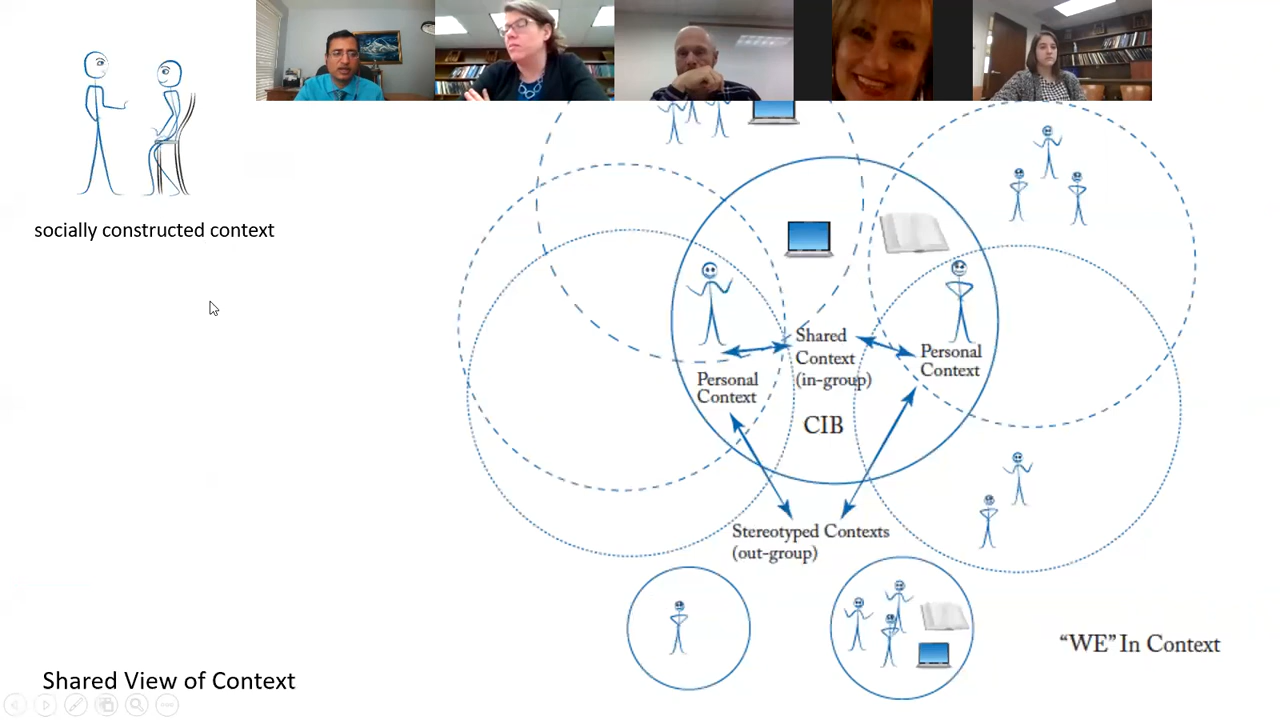 socially constructed context
Shared
Context
(in-group)
Personal
Context
Personal
Context
CIB
Stereotyped Contexts
(out-group)
"WE" In Context
Shared View of Context